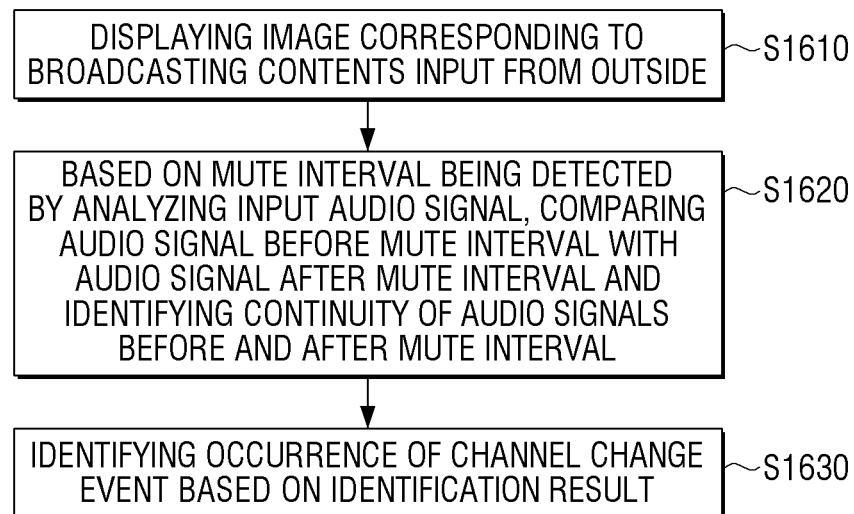 DISPLAYING IMAGE CORRESPONDING TO
BROADCASTING CONTENTS INPUT FROM OUTSIDE
S1610
BASED ON MUTE INTERVAL BEING DETECTED
BY ANALYZING INPUT AUDIO SIGNAL, COMPARING
AUDIO SIGNAL BEFORE MUTE INTERVAL WITH
AUDIO SIGNAL AFTER MUTE INTERVAL AND
IDENTIFYING CONTINUITY OF AUDIO SIGNALS
BEFORE AND AFTER MUTE INTERVAL
S1620
IDENTIFYING OCCURRENCE OF CHANNEL CHANGE
EVENT BASED ON IDENTIFICATION RESULT
S1630